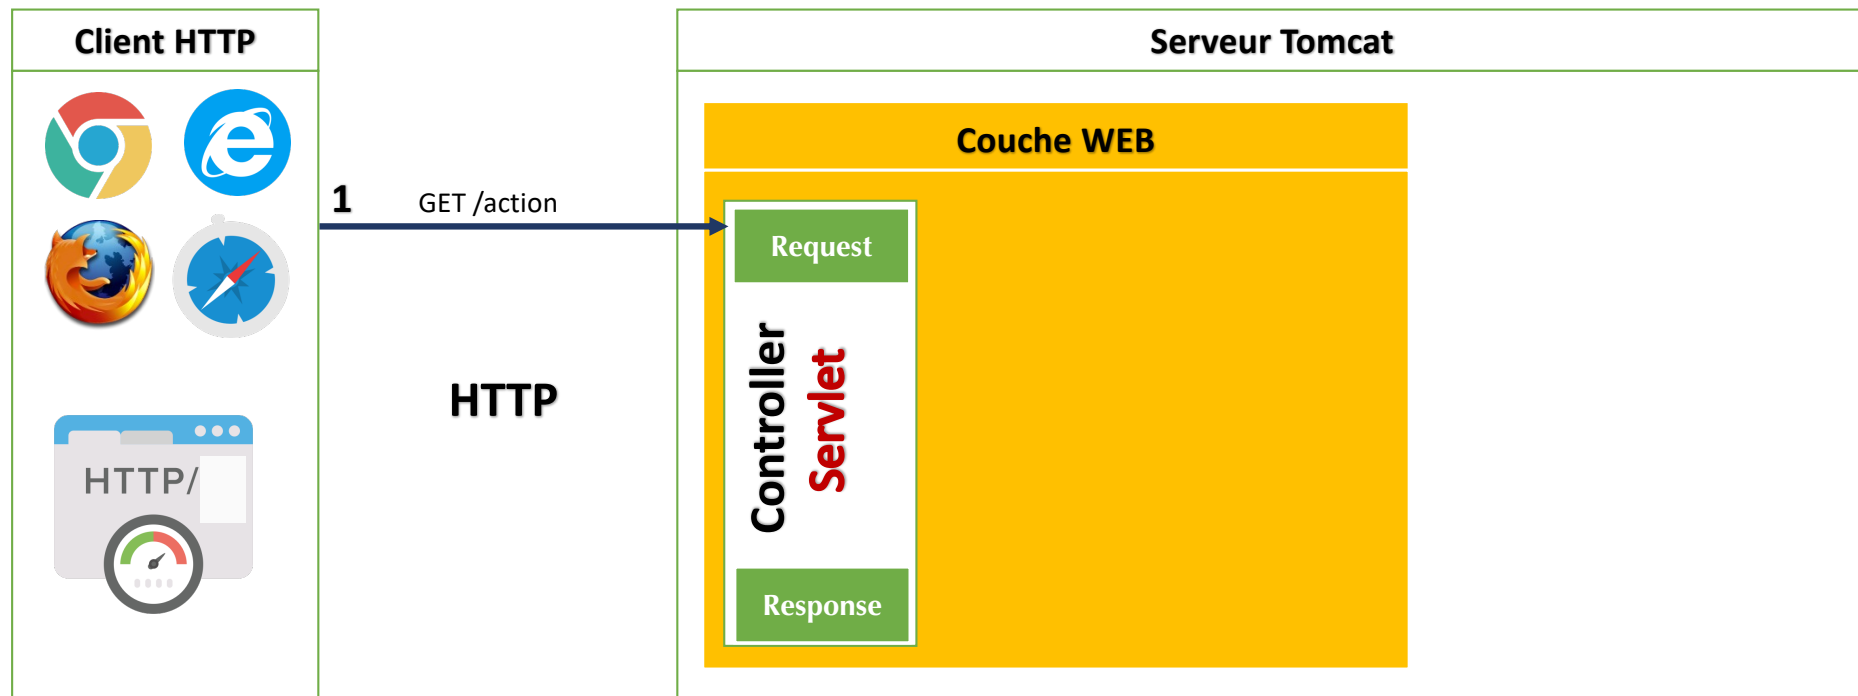 Client HTTP
Serveur Tomcat
Couche WEB
1
GET /action
Request
HTTP
Controller
Servlet
HTTP/
Response